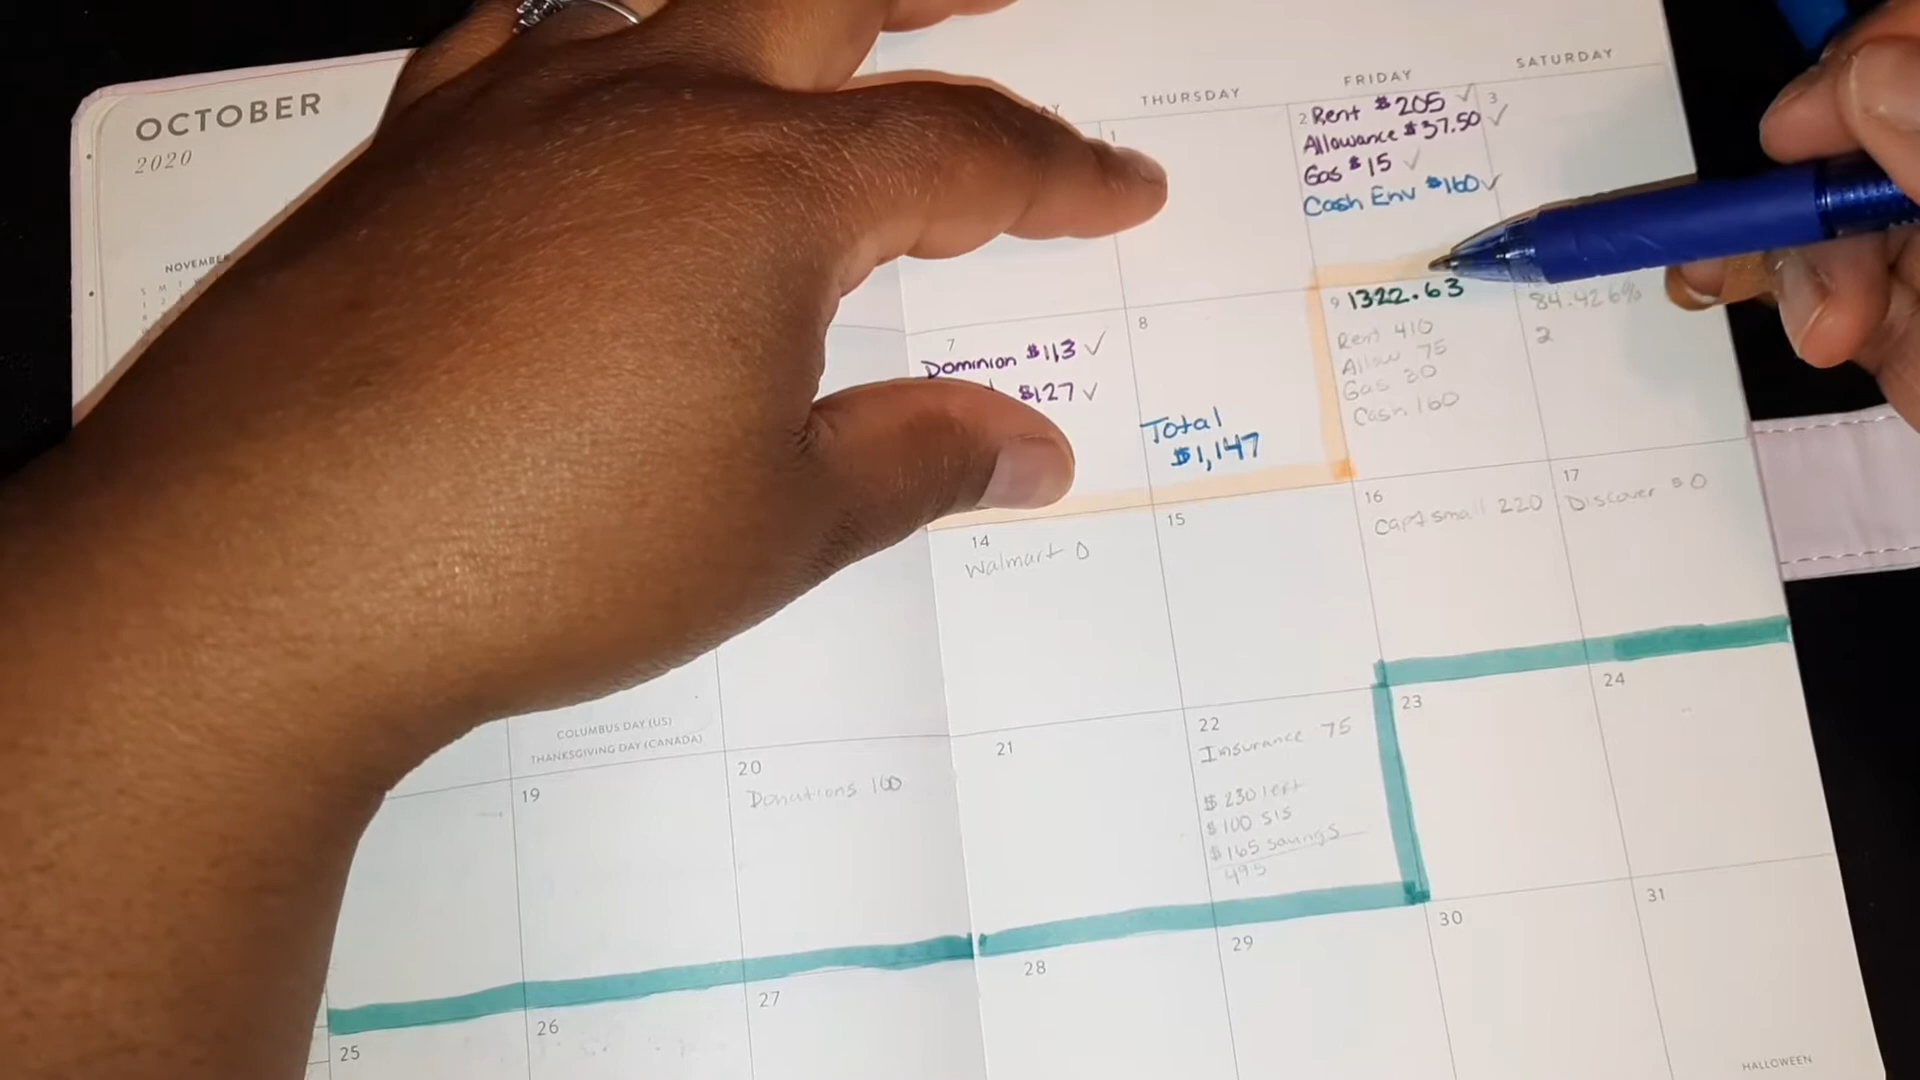 OCTOBER
2020
NOVEMBER
S M
THURSDAY
FRIDAY
SATURDAY
1
2 Rent $205 ✓
Allowance $37.50 ✓
Gas $15 ✓
Cash Env $160 ✓
3
7
Dominion $113 ✓
$127 ✓
8
Total
$1,147
9 1322.63
Rent 410
Allow 75
Gas 30
Cash 160
84.426%
2
14
Walmart 0
15
16
Cap1 small 220
17
Discover $0
COLUMBUS DAY (US)
THANKSGIVING DAY (CANADA)
19
20
Donations 100
21
22
Insurance 75
$230 left
$100 sis
$165 savings
495
23
24
25
26
27
28
29
30
31
HALLOWEEN